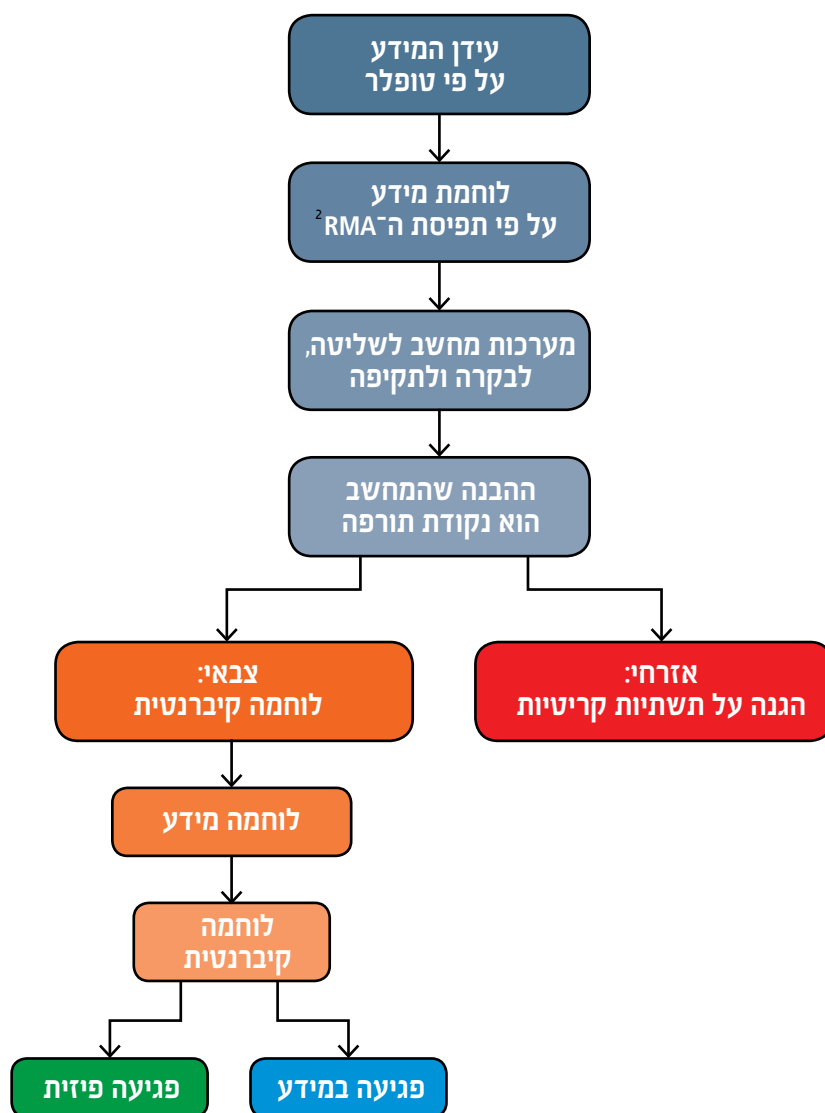 עידן המידע
על פי טופלר
לוחמת מידע
על פי תפיסת ה־RMA²
מערכות מחשב לשליטה,
לבקרה ולתקיפה
ההבנה שהמחשב
הוא נקודת תורפה
אזרחי:
הגנה על תשתיות קריטיות
צבאי:
לוחמה קיברנטית
לוחמה מידע
לוחמה
קיברנטית
פגיעה במידע
פגיעה פיזית